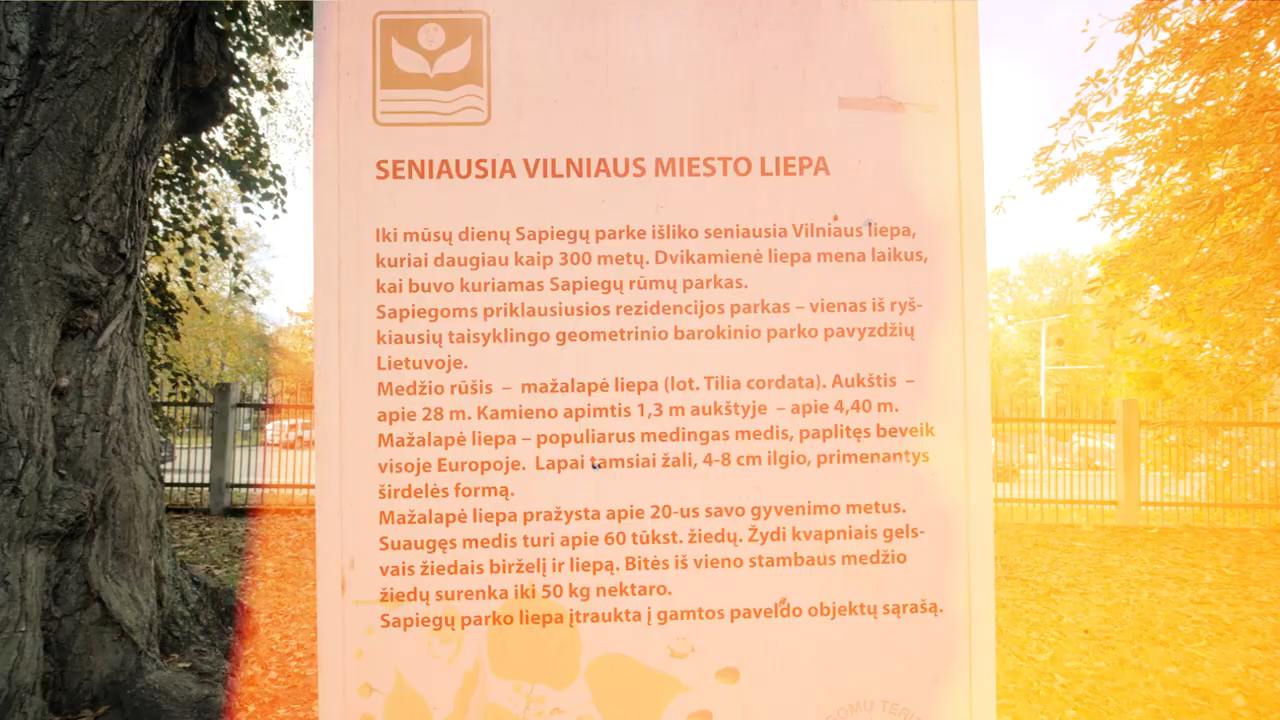 SENIAUSIA VILNIAUS MIESTO LIEPA
Iki mūsų dienų Sapiegų parke išliko seniausia Vilniaus liepa,
kuriai daugiau kaip 300 metų. Dvikamienė liepa mena laikus,
kai buvo kuriamas Sapiegų rūmų parkas.
Sapiegoms priklausiusios rezidencijos parkas – vienas iš ryš-
kiausių taisyklingo geometrinio barokinio parko pavyzdžių
Lietuvoje.
Medžio rūšis – mažalapė liepa (lot. Tilia cordata). Aukštis –
apie 28 m. Kamieno apimtis 1,3 m aukštyje – apie 4,40 m.
Mažalapė liepa – populiarus medingas medis, paplitęs beveik
visoje Europoje. Lapai tamsiai žali, 4-8 cm ilgio, primenantys
širdelės formą.
Mažalapė liepa pražysta apie 20-us savo gyvenimo metus.
Suaugęs medis turi apie 60 tūkst. žiedų. Žydi kvapniais gels-
vais žiedais birželį ir liepą. Bitės iš vieno stambaus medžio
žiedų surenka iki 50 kg nektaro.
Sapiegų parko liepa įtraukta į gamtos paveldo objektų sąrašą.